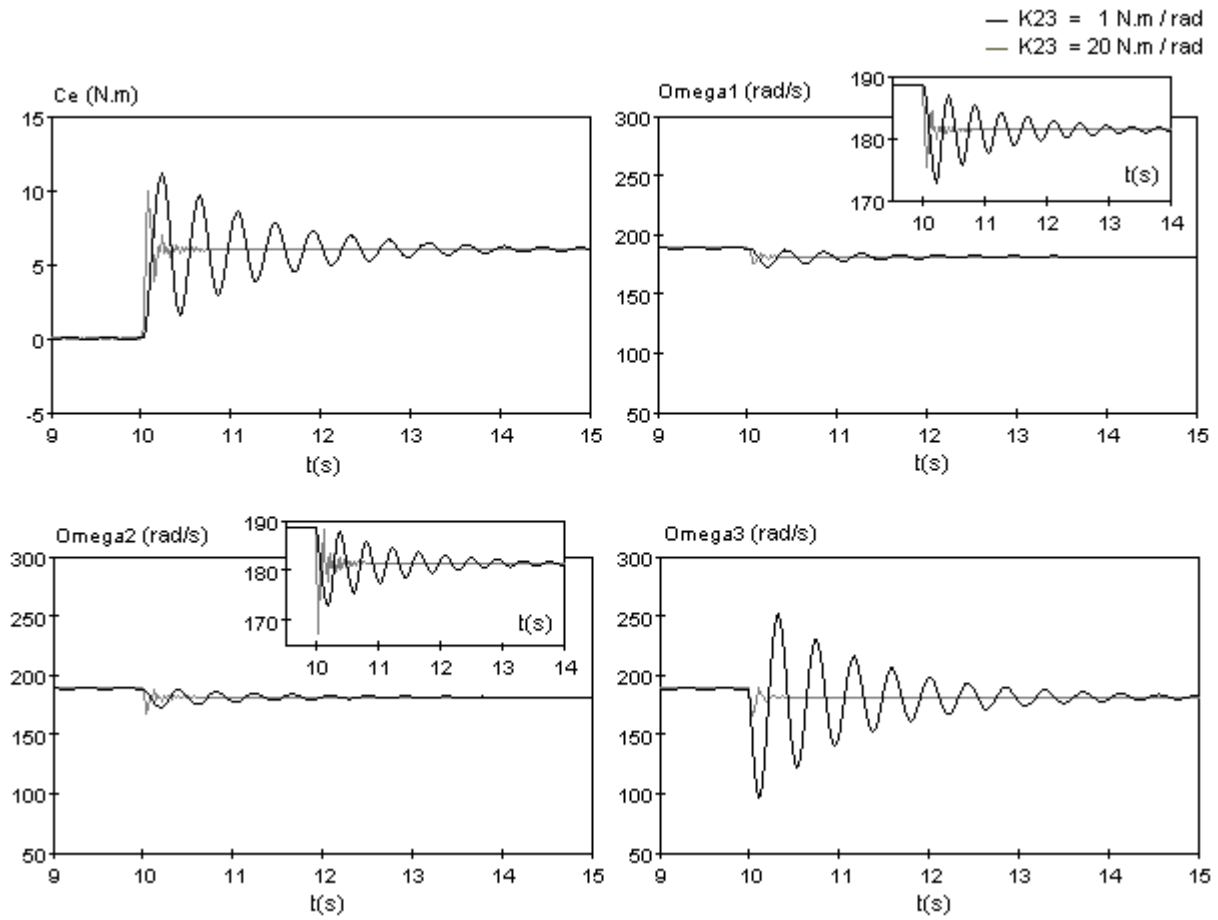 K23 = 1 N.m / rad
K23 = 20 N.m / rad
Ce (N.m)
15
10
5
0
-5
9 10 11 12 13 14 15
t(s)
Omega1 (rad/s)
300
250
200
150
100
50
9 10 11 12 13 14 15
t(s)
190
180
170
t(s)
10 11 12 13 14
Omega2 (rad/s)
300
250
200
150
100
50
9 10 11 12 13 14 15
t(s)
190
180
170
t(s)
10 11 12 13 14
Omega3 (rad/s)
300
250
200
150
100
50
9 10 11 12 13 14 15
t(s)